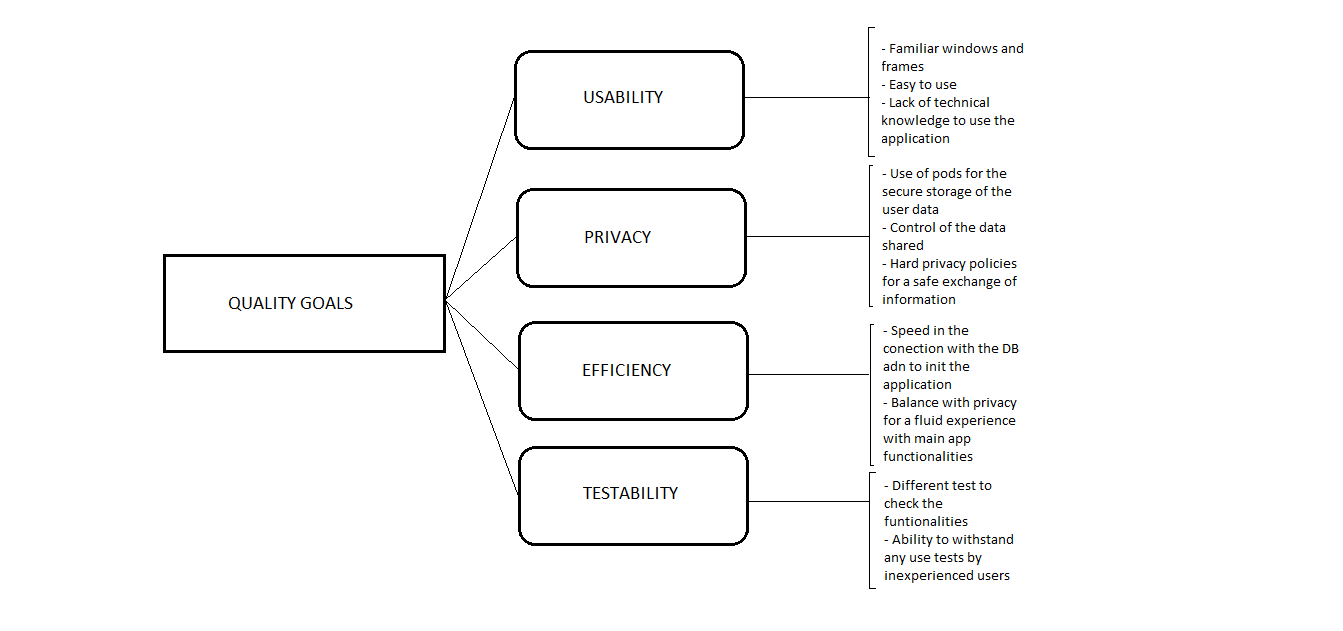 QUALITY GOALS
USABILITY
- Familiar windows and
frames
- Easy to use
- Lack of technical
knowledge to use the
application
PRIVACY
- Use of pods for the
secure storage of the
user data
- Control of the data
shared
- Hard privacy policies
for a safe exchange of
information
EFFICIENCY
- Speed in the
conection with the DB
adn to init the
application
- Balance with privacy
for a fluid experience
with main app
functionalities
TESTABILITY
- Different test to
check the
funtionalities
- Ability to withstand
any use tests by
inexperienced users